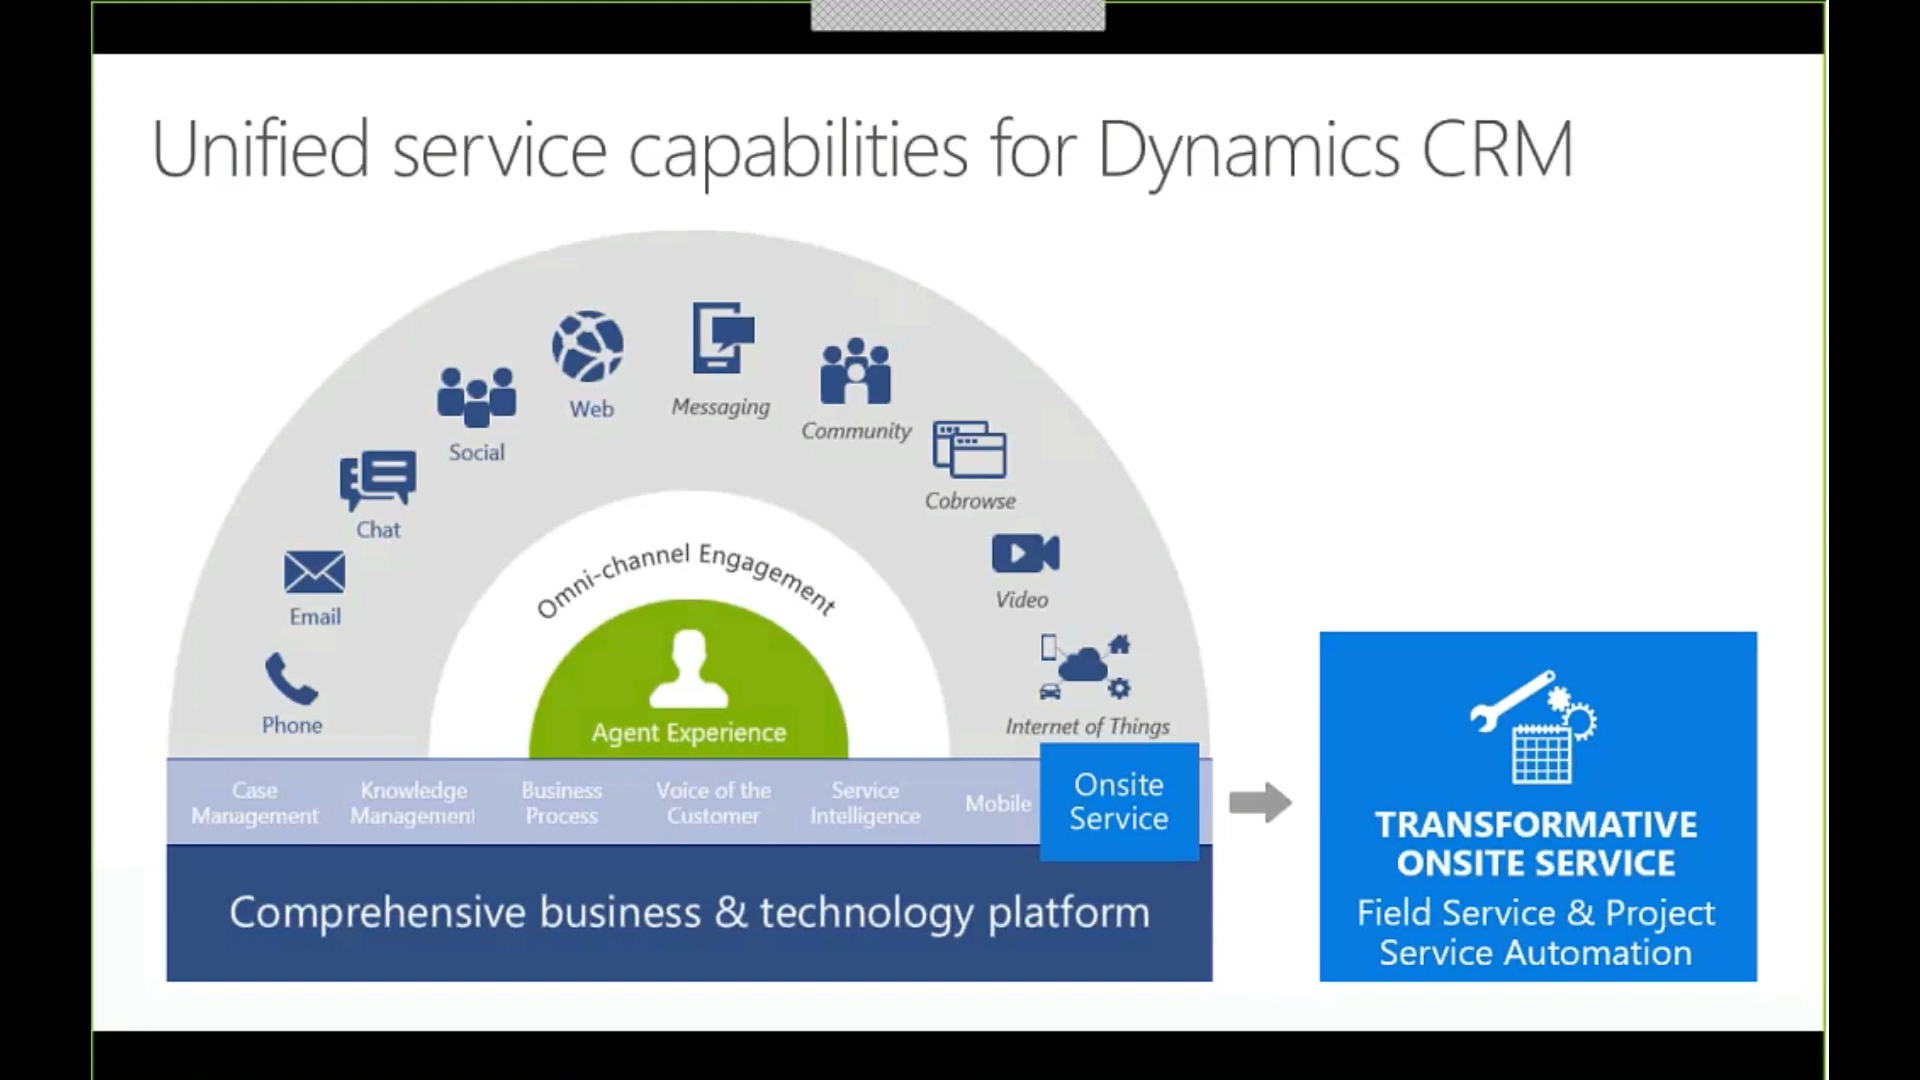 Unified service capabilities for Dynamics CRM
Web
Messaging
Community
Social
Cobrowse
Chat
Video
Email
Phone
Internet of Things
Omni-channel Engagement
Agent Experience
Case
Management
Knowledge
Management
Business
Process
Voice of the
Customer
Service
Intelligence
Mobile
Onsite
Service
Comprehensive business & technology platform
TRANSFORMATIVE
ONSITE SERVICE
Field Service & Project
Service Automation